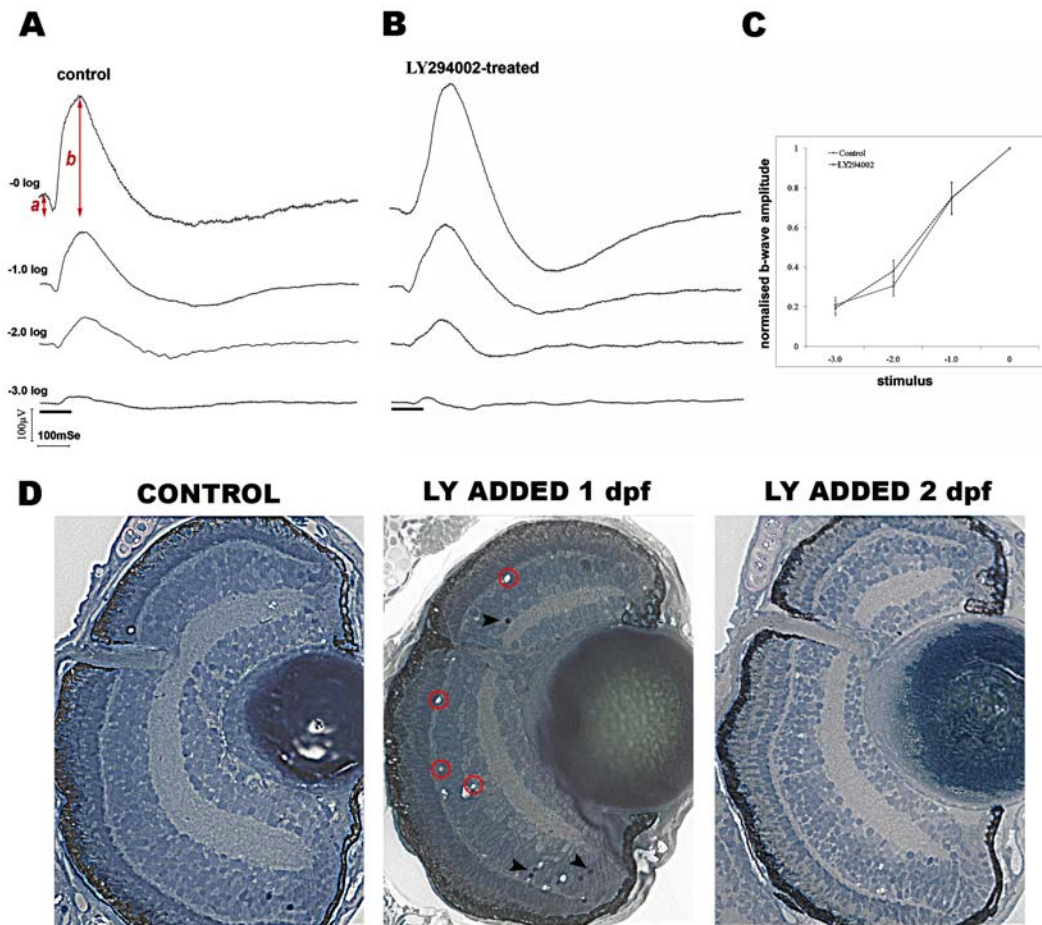 A
B
C
control
LY294002-treated
b
-0 log
a
-1.0 log
-2.0 log
-3.0 log
100µV
100mSe
Control
LY294002
1
0.8
0.6
0.4
0.2
0
-3.0
-2.0
-1.0
0
normalised b-wave amplitude
stimulus
D
CONTROL
LY ADDED 1 dpf
LY ADDED 2 dpf